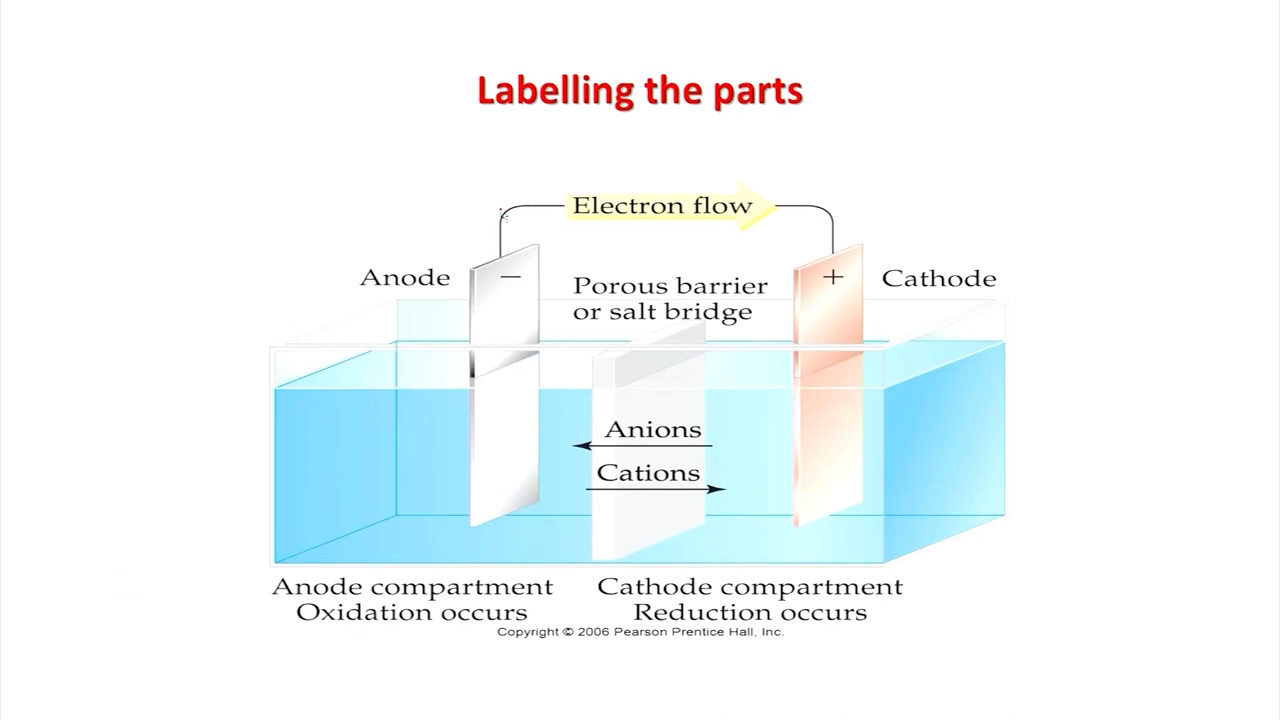 Labelling the parts
Electron flow
Anode
−
Porous barrier
or salt bridge
+
Cathode
Anions
Cations
Anode compartment
Oxidation occurs
Cathode compartment
Reduction occurs
Copyright © 2006 Pearson Prentice Hall, Inc.